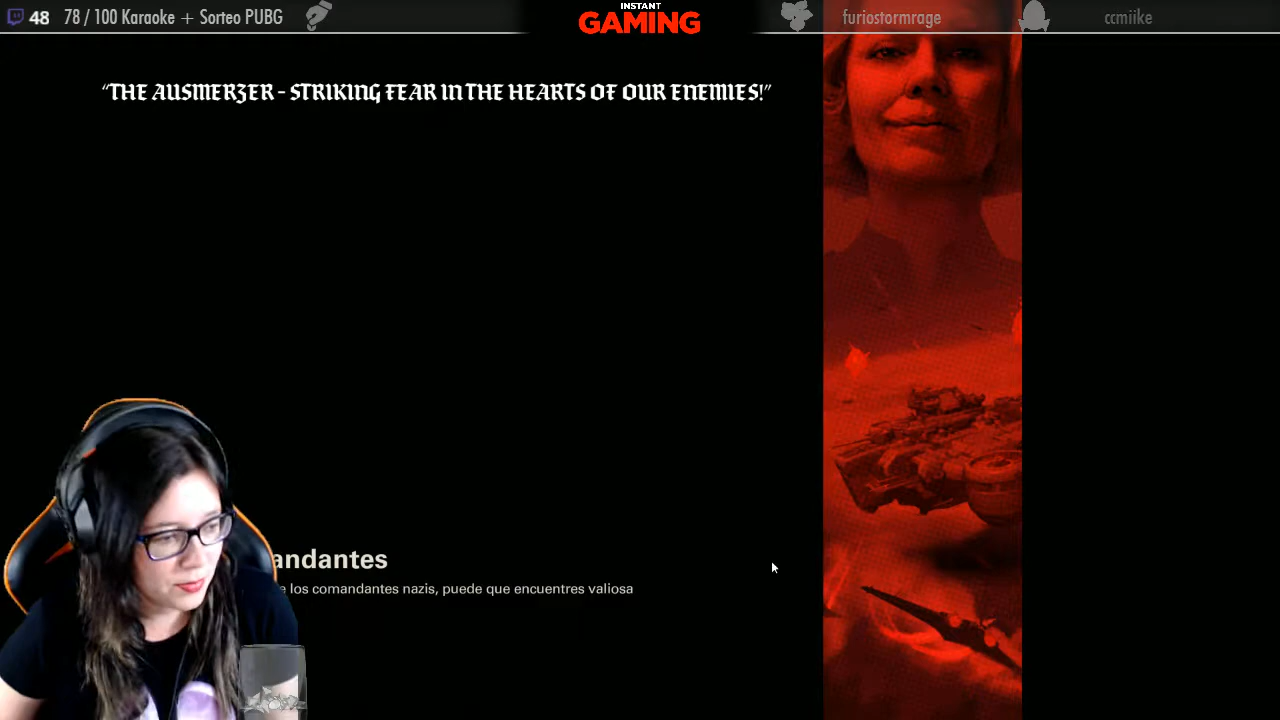 48 78 / 100 Karaoke + Sorteo PUBG INSTANT GAMING furiostormrage ccmiike
"THE AUSMERZER - STRIKING FEAR IN THE HEARTS OF OUR ENEMIES!"
andantes
e los comandantes nazis, puede que encuentres valiosa